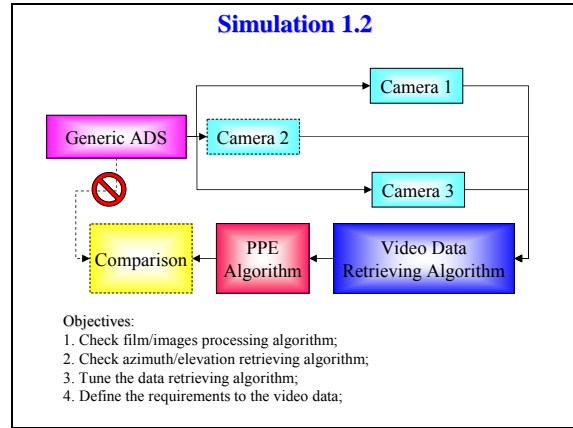 Simulation 1.2
Camera 1
Generic ADS
Camera 2
Camera 3
Comparison
PPE
Algorithm
Video Data
Retrieving Algorithm
Objectives:
1. Check film/images processing algorithm;
2. Check azimuth/elevation retrieving algorithm;
3. Tune the data retrieving algorithm;
4. Define the requirements to the video data;